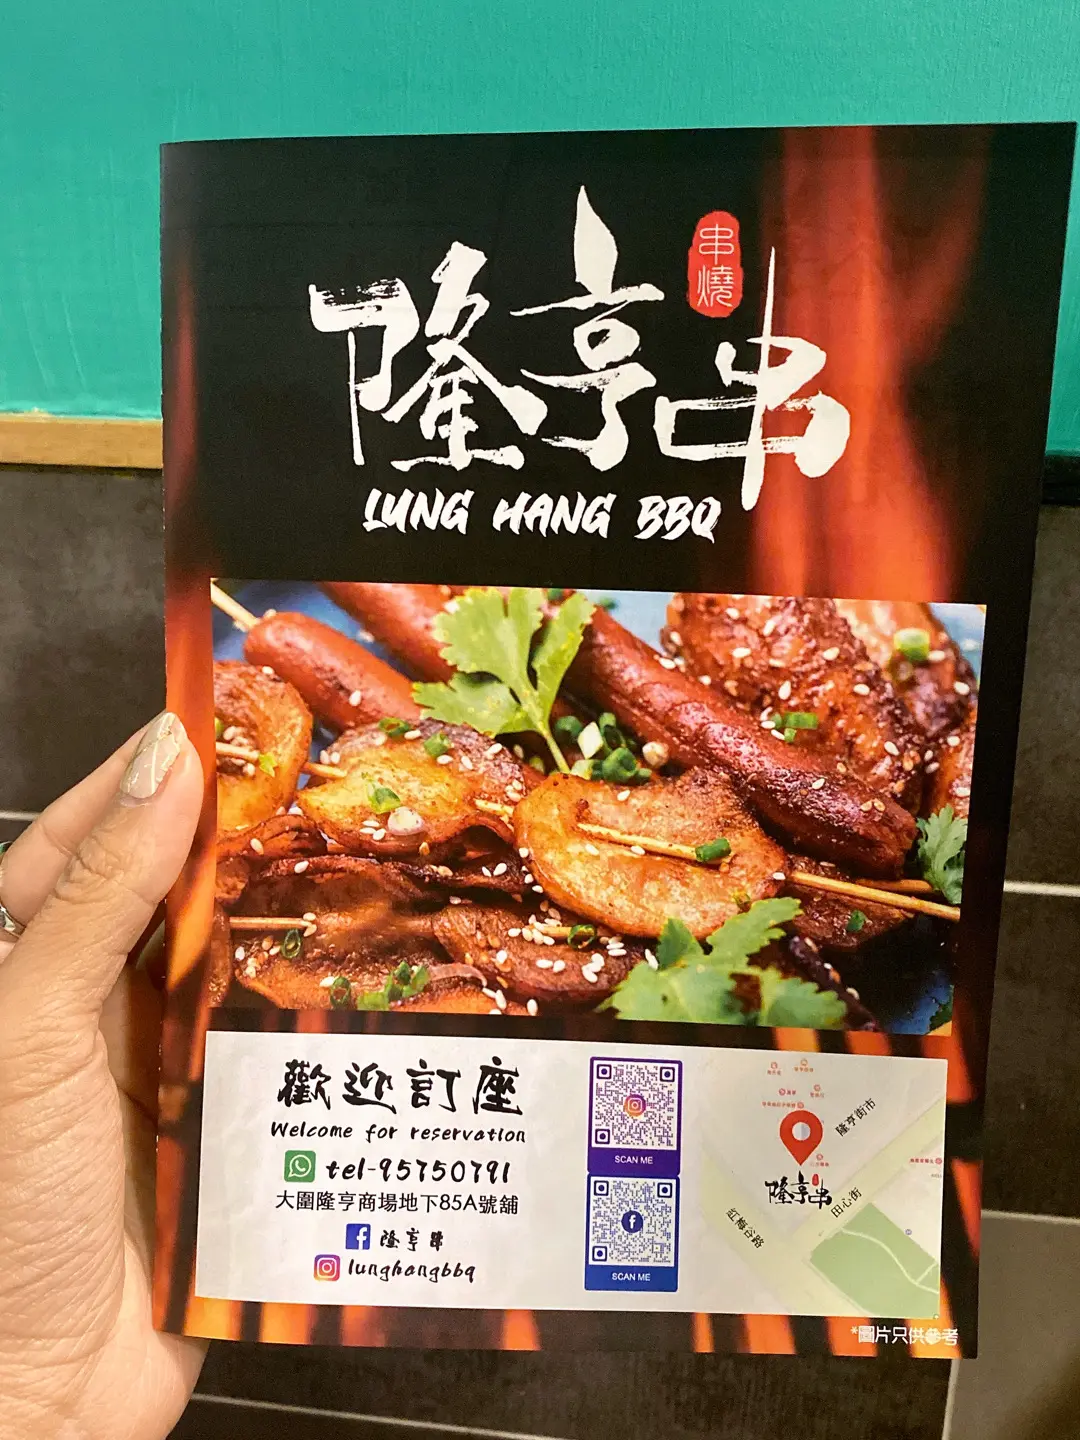 串燒
隆亨串
LUNG HANG BBQ
歡迎訂座
Welcome for reservation
tel-95750791
大圍隆亨商場地下85A號舖
隆亨串
lunghangbbq
SCAN ME
SCAN ME
隆亨街市
隆亨串
田心街
紅梅谷路
*圖片只供參考